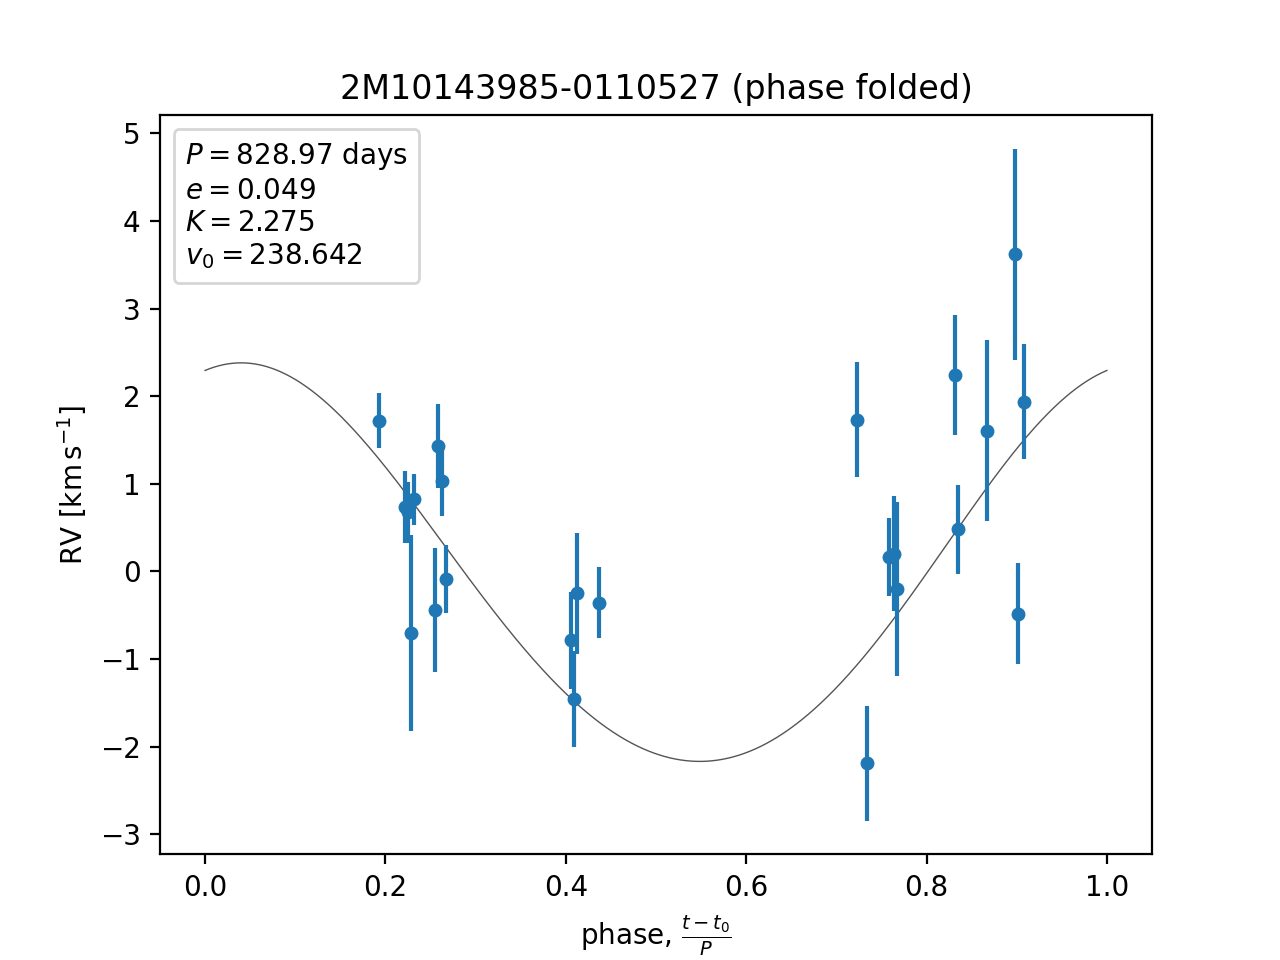 2M10143985-0110527 (phase folded)
P = 828.97 days
e = 0.049
K = 2.275
v₀ = 238.642
5
4
3
2
1
0
−1
−2
−3
RV [km s⁻¹]
0.0 0.2 0.4 0.6 0.8 1.0
phase, (t − t₀)/P